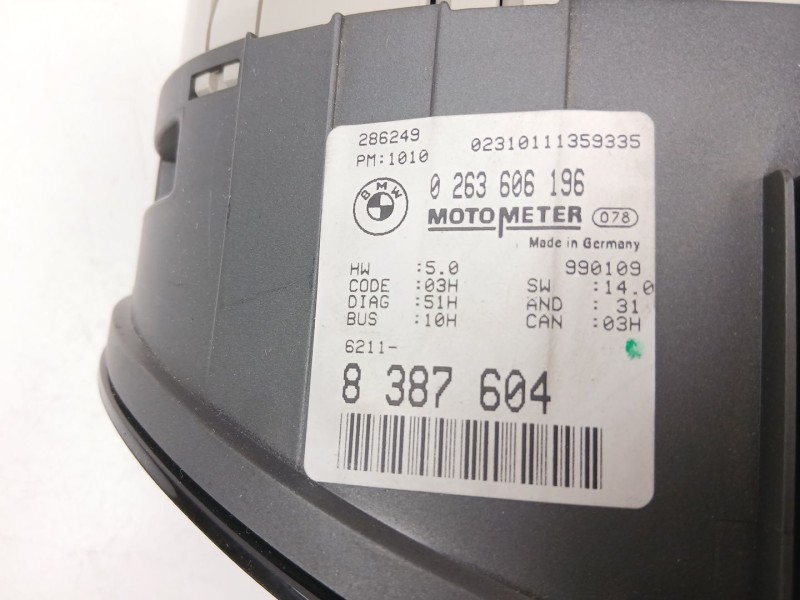 286249 02310111359335
PM:1010
BMW 0 263 606 196
MOTOMETER 078
Made in Germany
HW :5.0 990109
CODE :03H SW :14.0
DIAG :51H AND : 31
BUS :10H CAN :03H
6211-
8 387 604